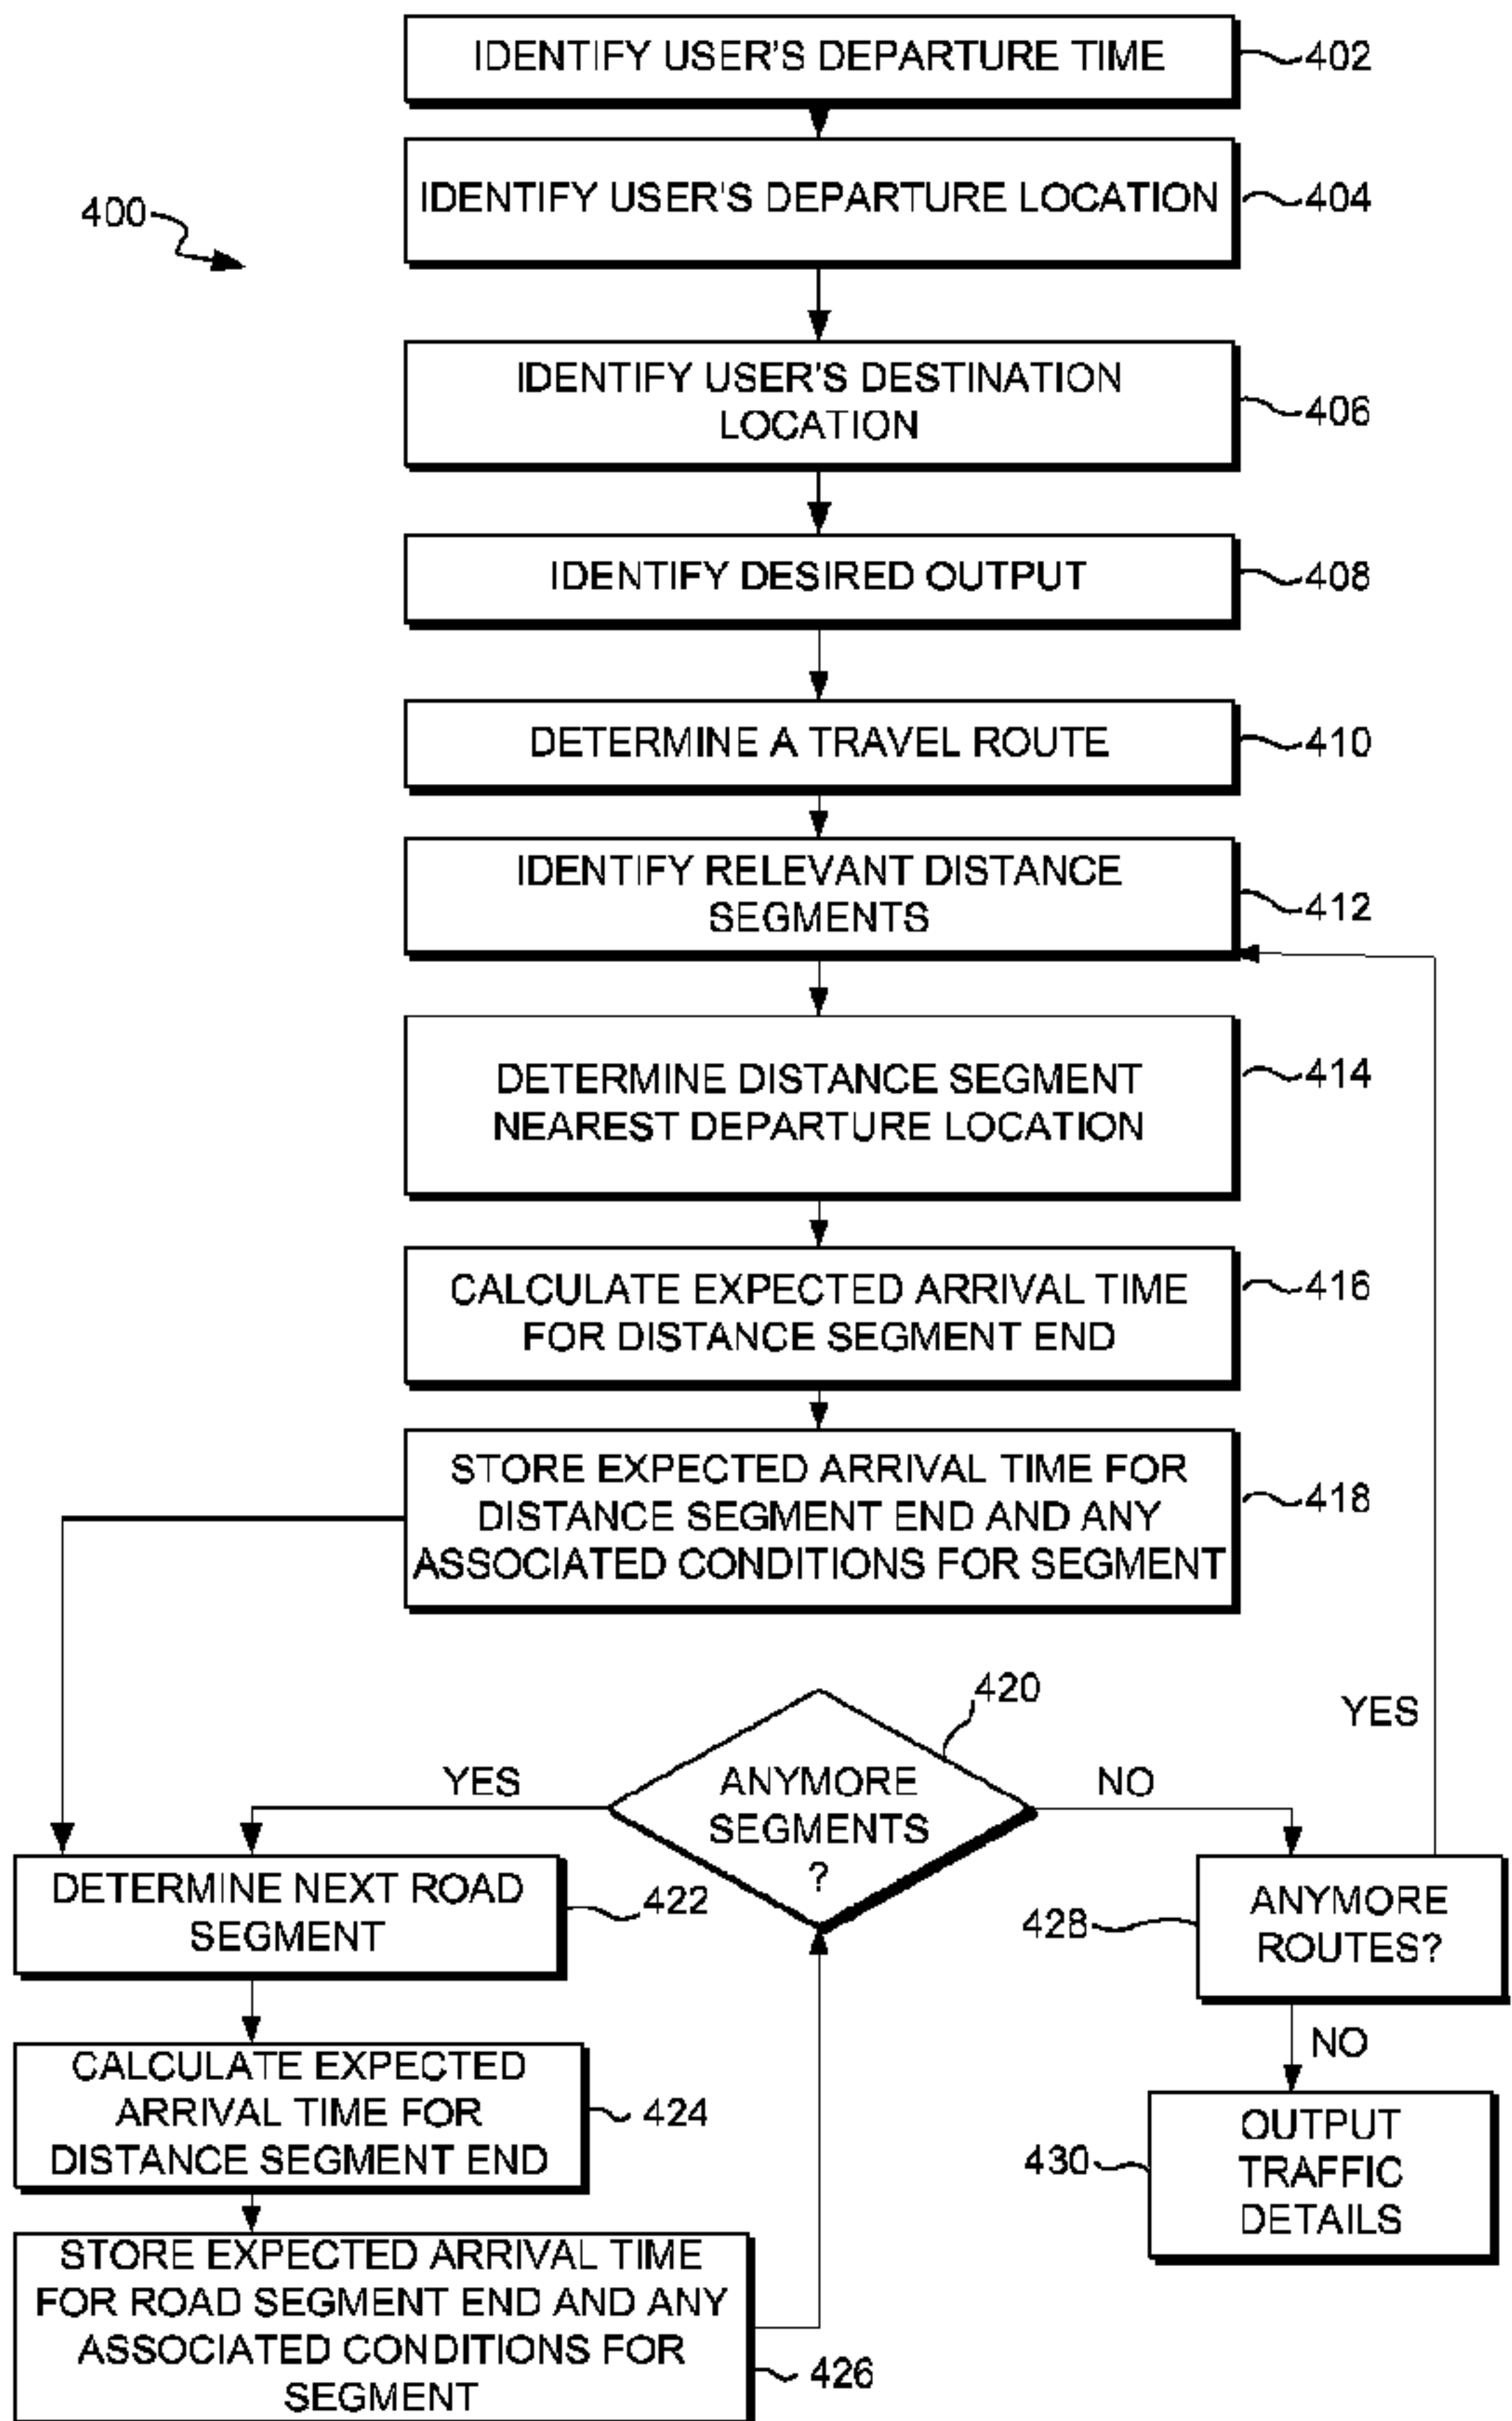 IDENTIFY USER'S DEPARTURE TIME
402
IDENTIFY USER'S DEPARTURE LOCATION
404
400
IDENTIFY USER'S DESTINATION
LOCATION
406
IDENTIFY DESIRED OUTPUT
408
DETERMINE A TRAVEL ROUTE
410
IDENTIFY RELEVANT DISTANCE
SEGMENTS
412
DETERMINE DISTANCE SEGMENT
NEAREST DEPARTURE LOCATION
414
CALCULATE EXPECTED ARRIVAL TIME
FOR DISTANCE SEGMENT END
416
STORE EXPECTED ARRIVAL TIME FOR
DISTANCE SEGMENT END AND ANY
ASSOCIATED CONDITIONS FOR SEGMENT
418
420
ANYMORE
SEGMENTS
?
YES
NO
YES
DETERMINE NEXT ROAD
SEGMENT
422
428
ANYMORE
ROUTES?
NO
CALCULATE EXPECTED
ARRIVAL TIME FOR
DISTANCE SEGMENT END
424
430
OUTPUT
TRAFFIC
DETAILS
STORE EXPECTED ARRIVAL TIME
FOR ROAD SEGMENT END AND ANY
ASSOCIATED CONDITIONS FOR
SEGMENT
426